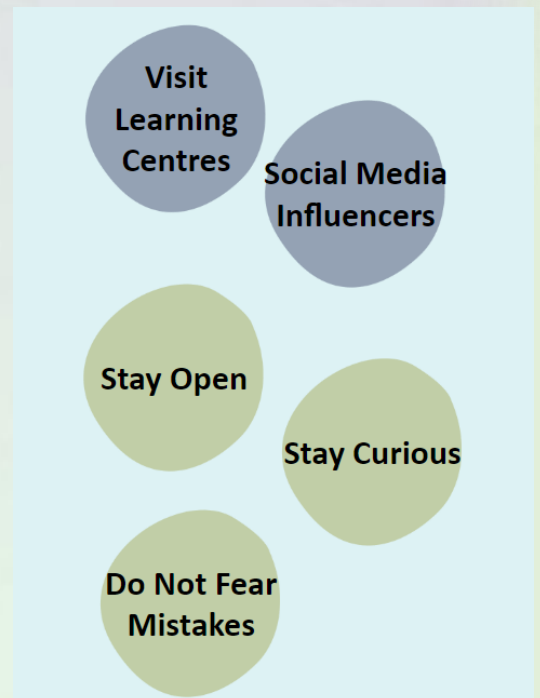 Visit
Learning
Centres
Social Media
Influencers
Stay Open
Stay Curious
Do Not Fear
Mistakes